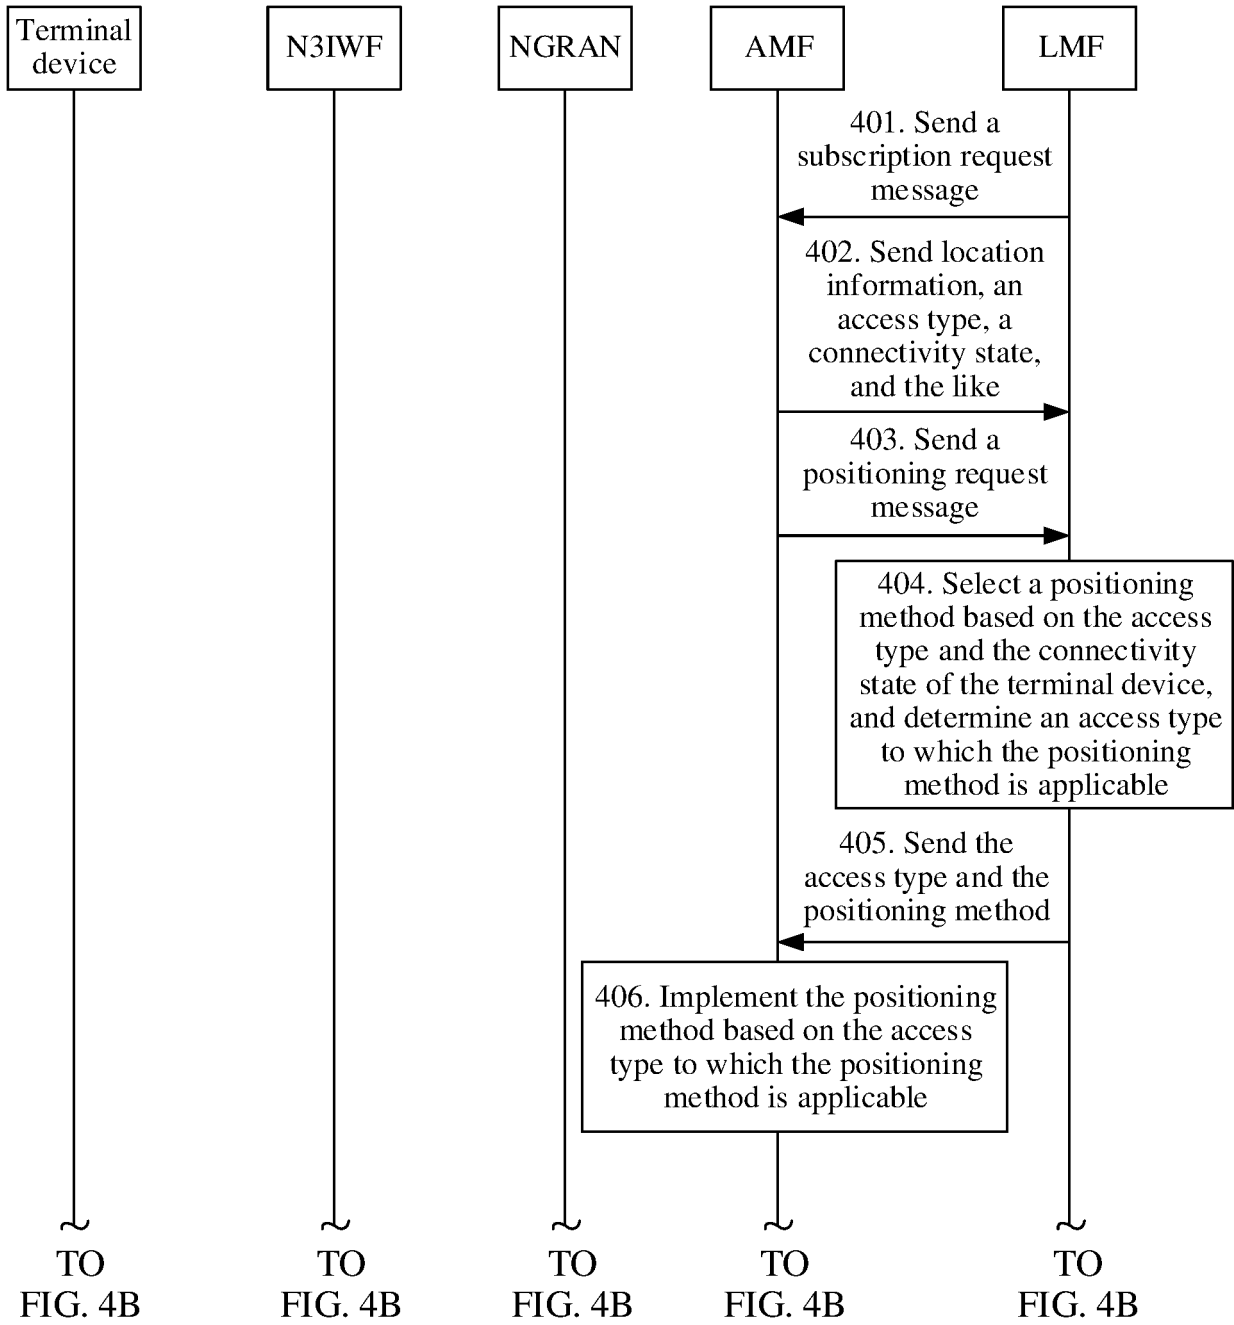 Terminal
device
N3IWF
NGRAN
AMF
LMF
401. Send a
subscription request
message
402. Send location
information, an
access type, a
connectivity state,
and the like
403. Send a
positioning request
message
404. Select a positioning
method based on the access
type and the connectivity
state of the terminal device,
and determine an access type
to which the positioning
method is applicable
405. Send the
access type and the
positioning method
406. Implement the positioning
method based on the access
type to which the positioning
method is applicable
TO
FIG. 4B
TO
FIG. 4B
TO
FIG. 4B
TO
FIG. 4B
TO
FIG. 4B